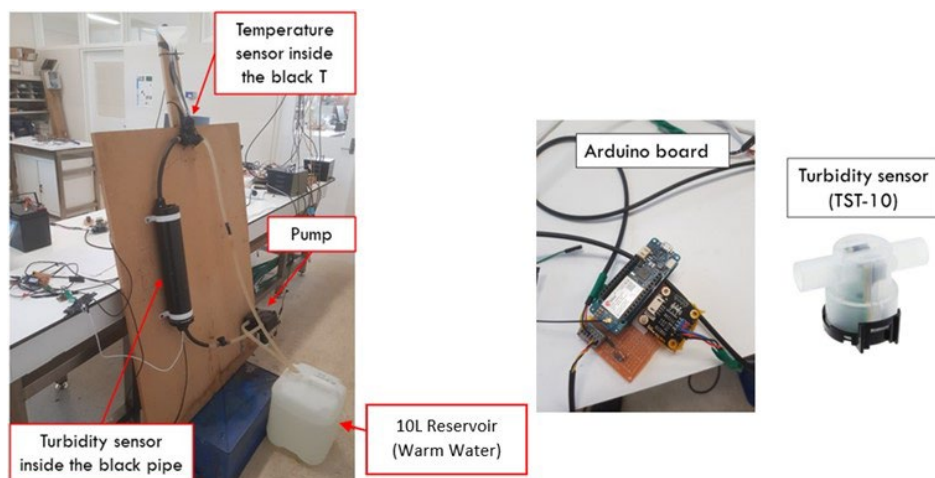 Temperature
sensor inside
the black T
Pump
Turbidity sensor
inside the black pipe
10L Reservoir
(Warm Water)
Arduino board
Turbidity sensor
(TST-10)